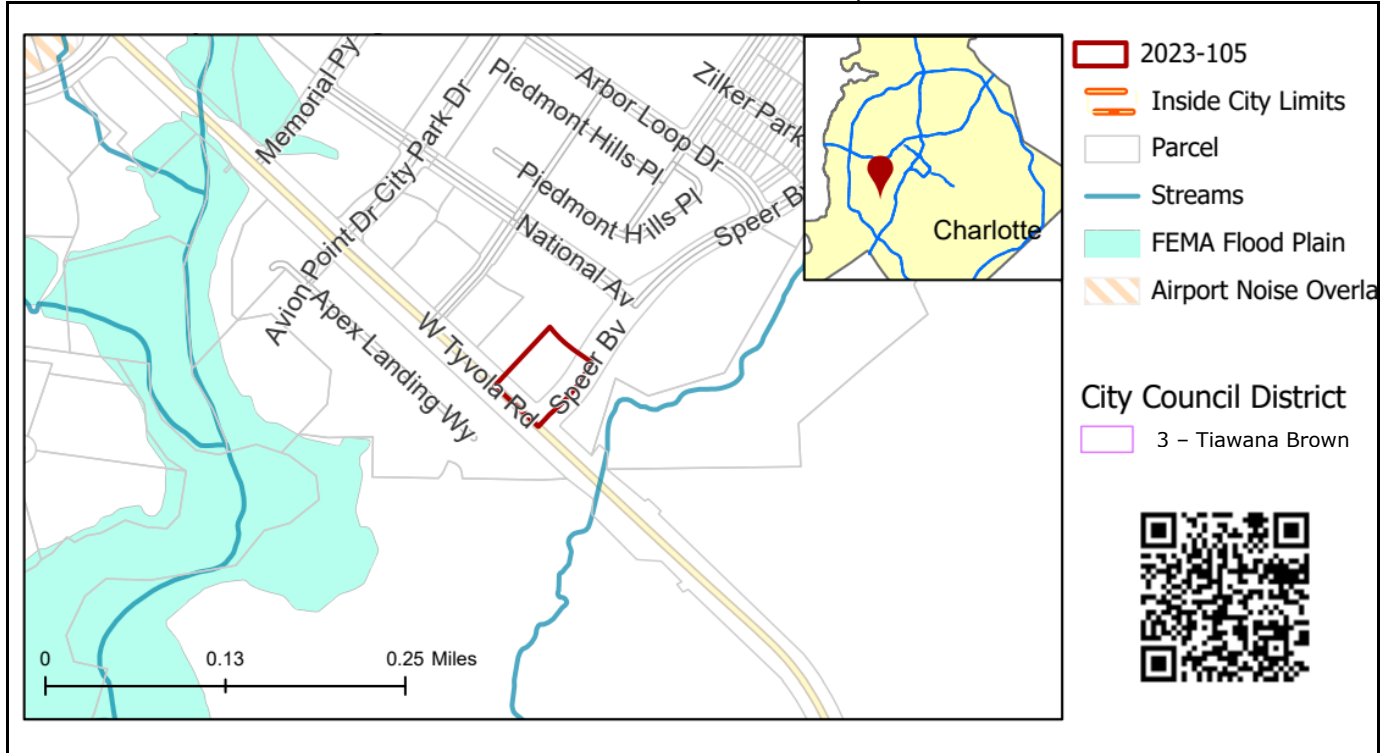 Memorial Py
Avion Point Dr
City Park Dr
Piedmont Hills Pl
Arbor Loop Dr
Zilker Park
Piedmont Hills Pl
Speer Bv
National Av
Apex Landing Wy
W Tyvola Rd
Speer Bv
0 0.13 0.25 Miles
Charlotte
2023-105
Inside City Limits
Parcel
Streams
FEMA Flood Plain
Airport Noise Overla
City Council District
3 – Tiawana Brown